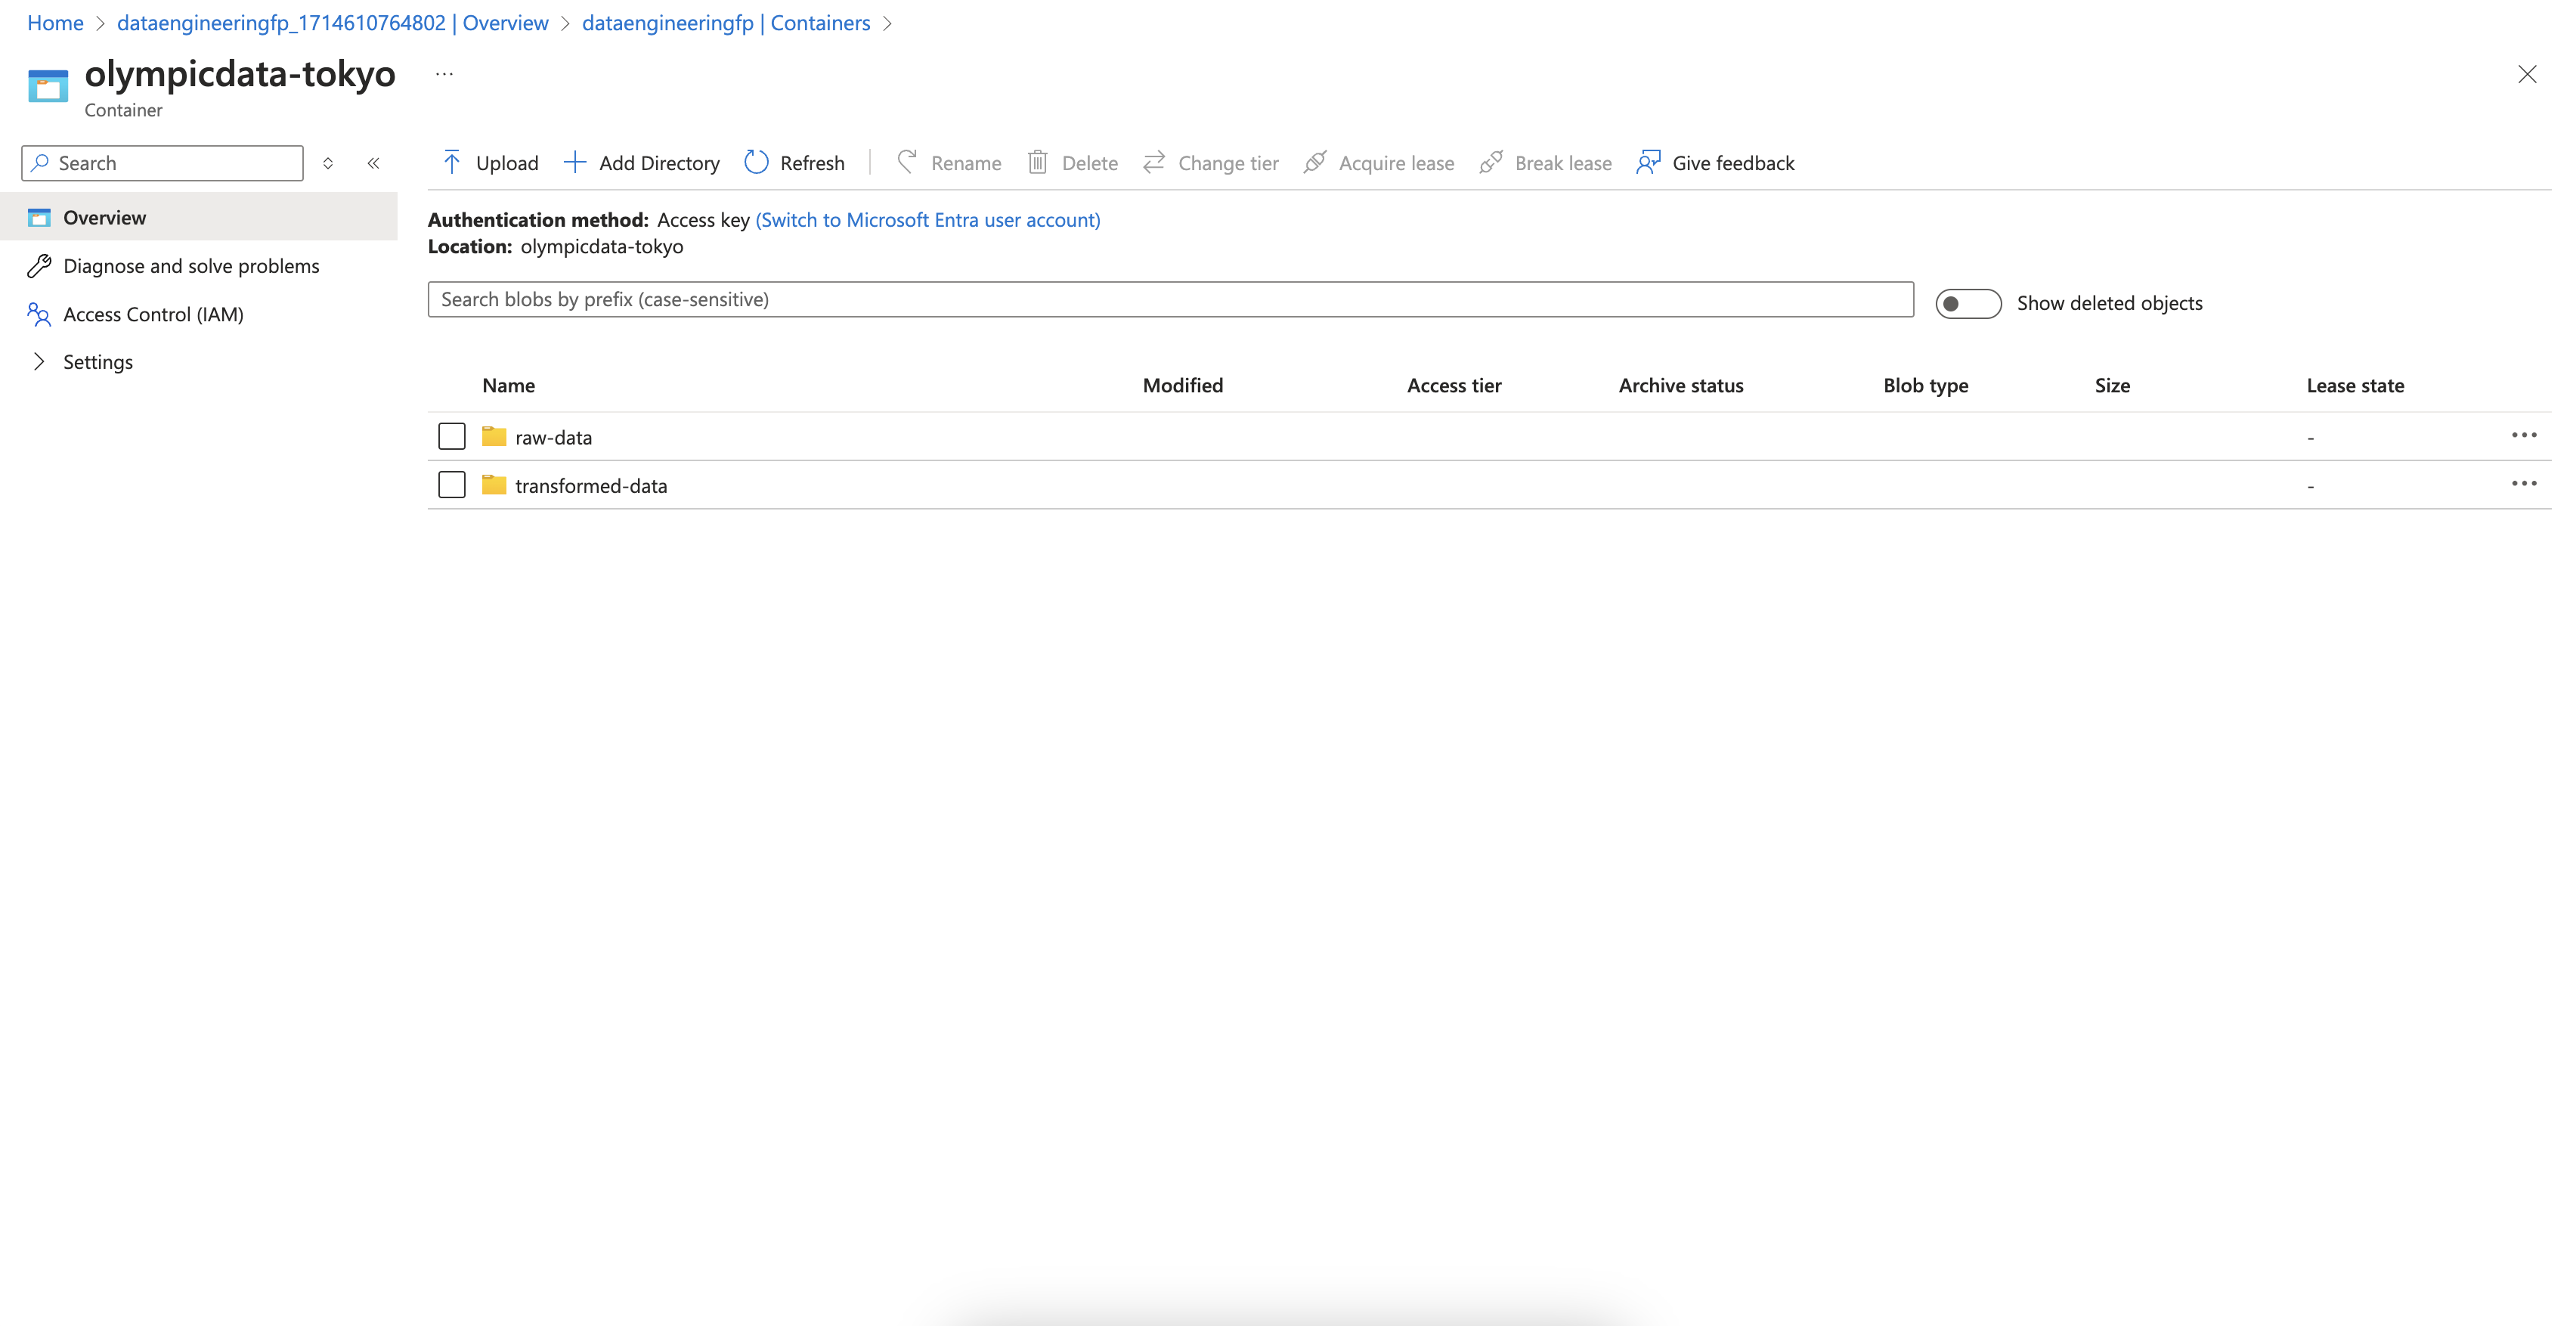 Home > dataengineeringfp_1714610764802 | Overview > dataengineeringfp | Containers >
olympicdata-tokyo ...
Container
Search
Upload Add Directory Refresh Rename Delete Change tier Acquire lease Break lease Give feedback
Overview
Diagnose and solve problems
Access Control (IAM)
Settings
Authentication method: Access key (Switch to Microsoft Entra user account)
Location: olympicdata-tokyo
Search blobs by prefix (case-sensitive)
Show deleted objects
Name Modified Access tier Archive status Blob type Size Lease state
raw-data - ...
transformed-data - ...